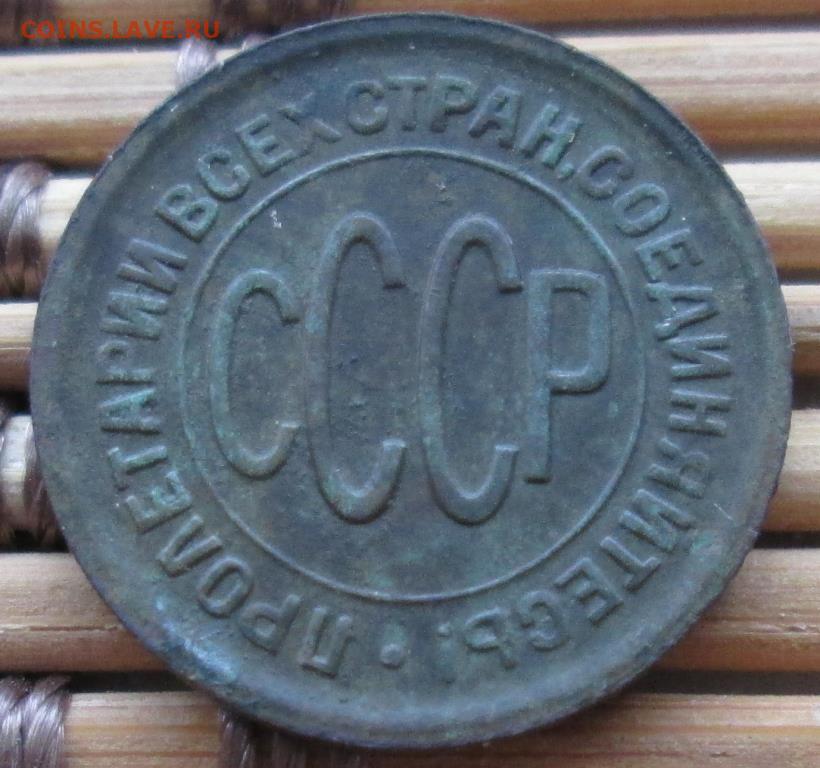 COINS.LAVE.RU
ПРОЛЕТАРИИ ВСЕХ СТРАН, СОЕДИНЯЙТЕСЬ. •
СССР